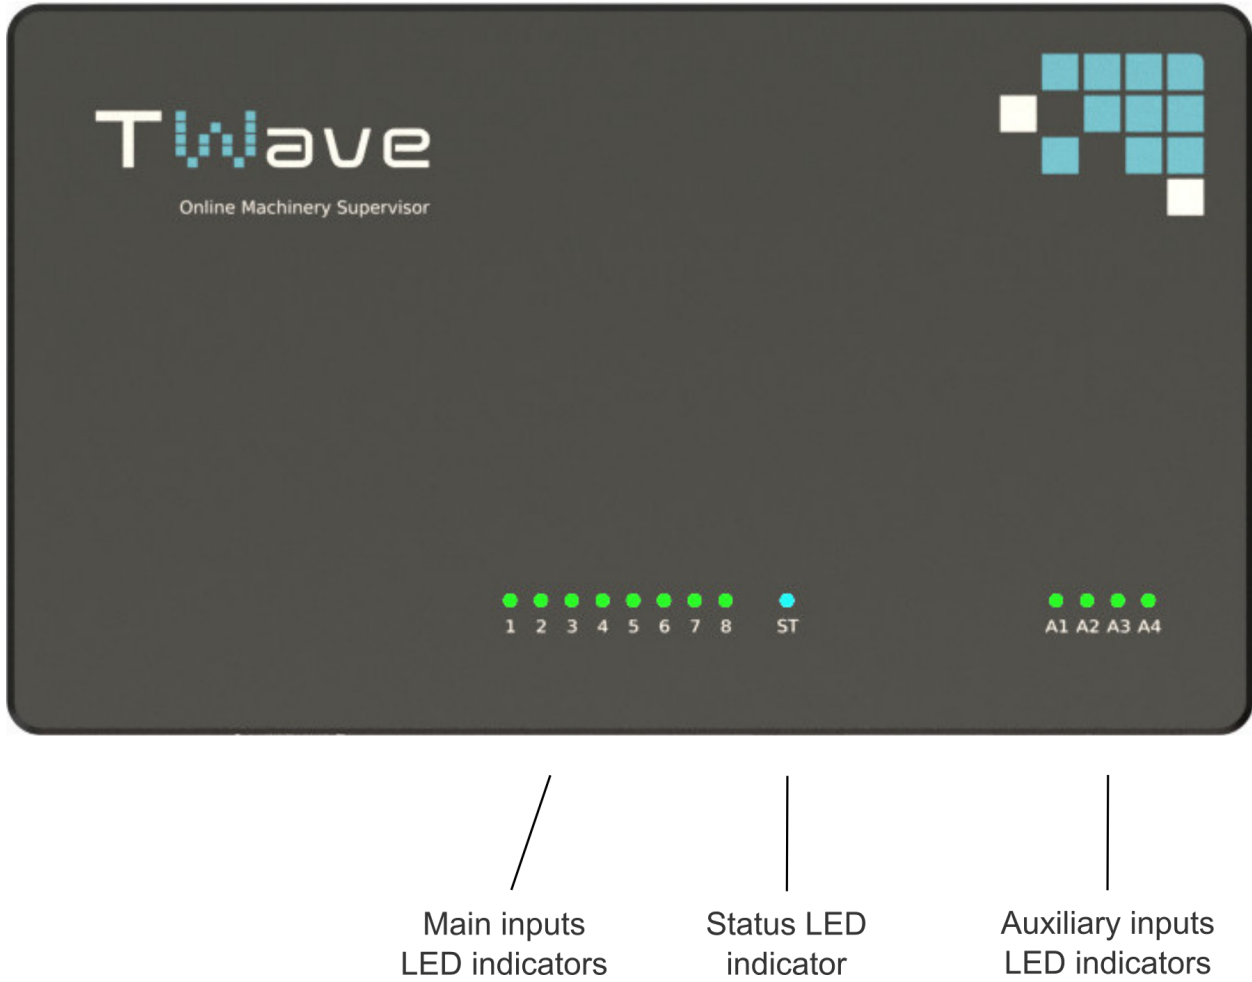 TWave
Online Machinery Supervisor
1 2 3 4 5 6 7 8 ST A1 A2 A3 A4
Main inputs
LED indicators
Status LED
indicator
Auxiliary inputs
LED indicators